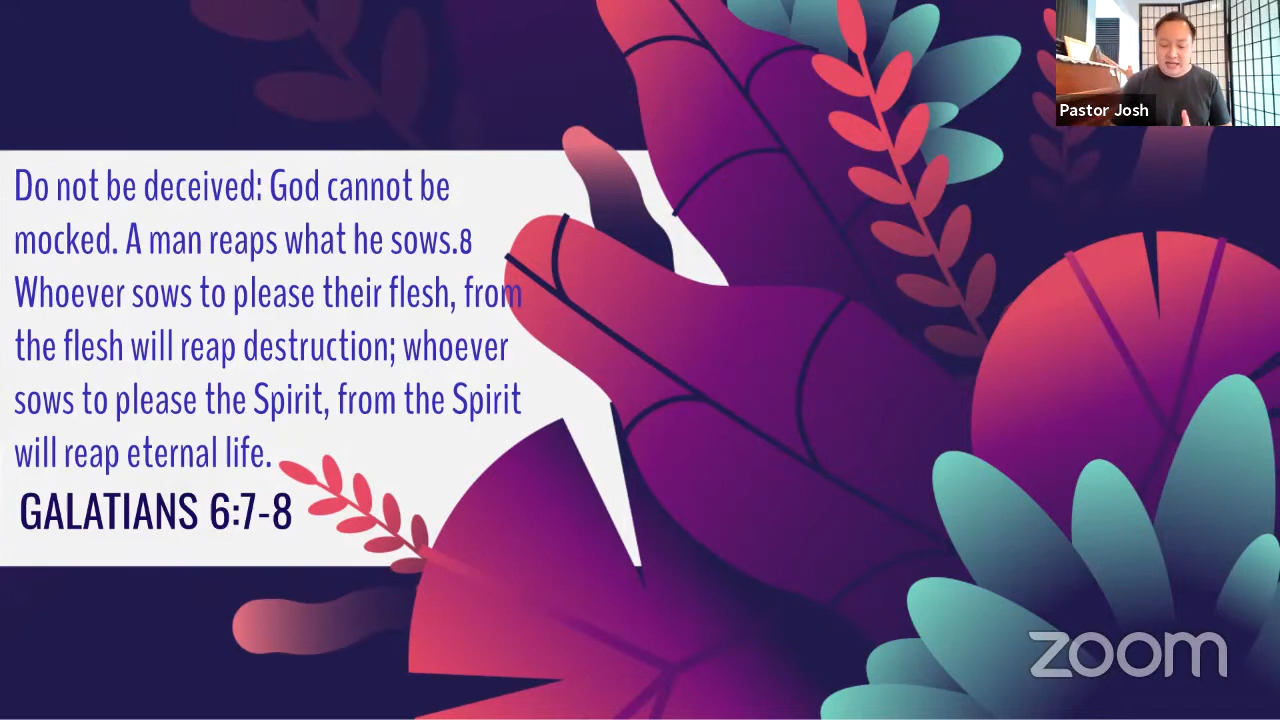 Do not be deceived: God cannot be
mocked. A man reaps what he sows.8
Whoever sows to please their flesh, from
the flesh will reap destruction; whoever
sows to please the Spirit, from the Spirit
will reap eternal life.
GALATIANS 6:7-8
Pastor Josh
zoom